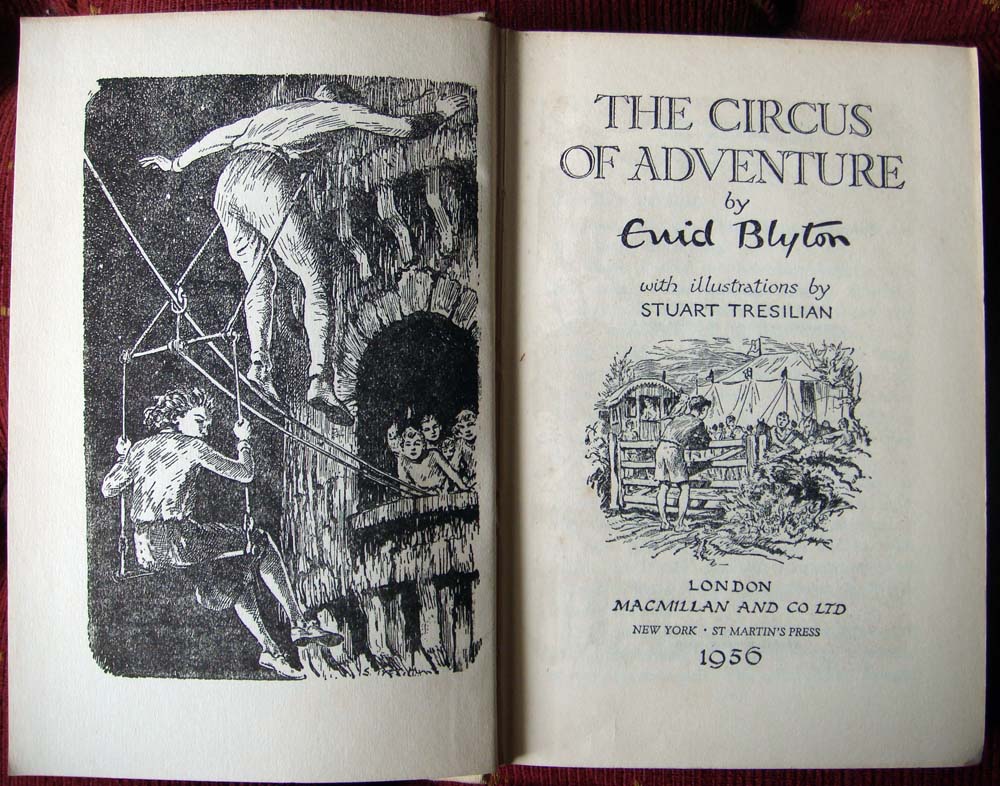 THE CIRCUS
OF ADVENTURE
by
Enid Blyton
with illustrations by
STUART TRESILIAN
LONDON
MACMILLAN AND CO LTD
NEW YORK · ST MARTIN'S PRESS
1956